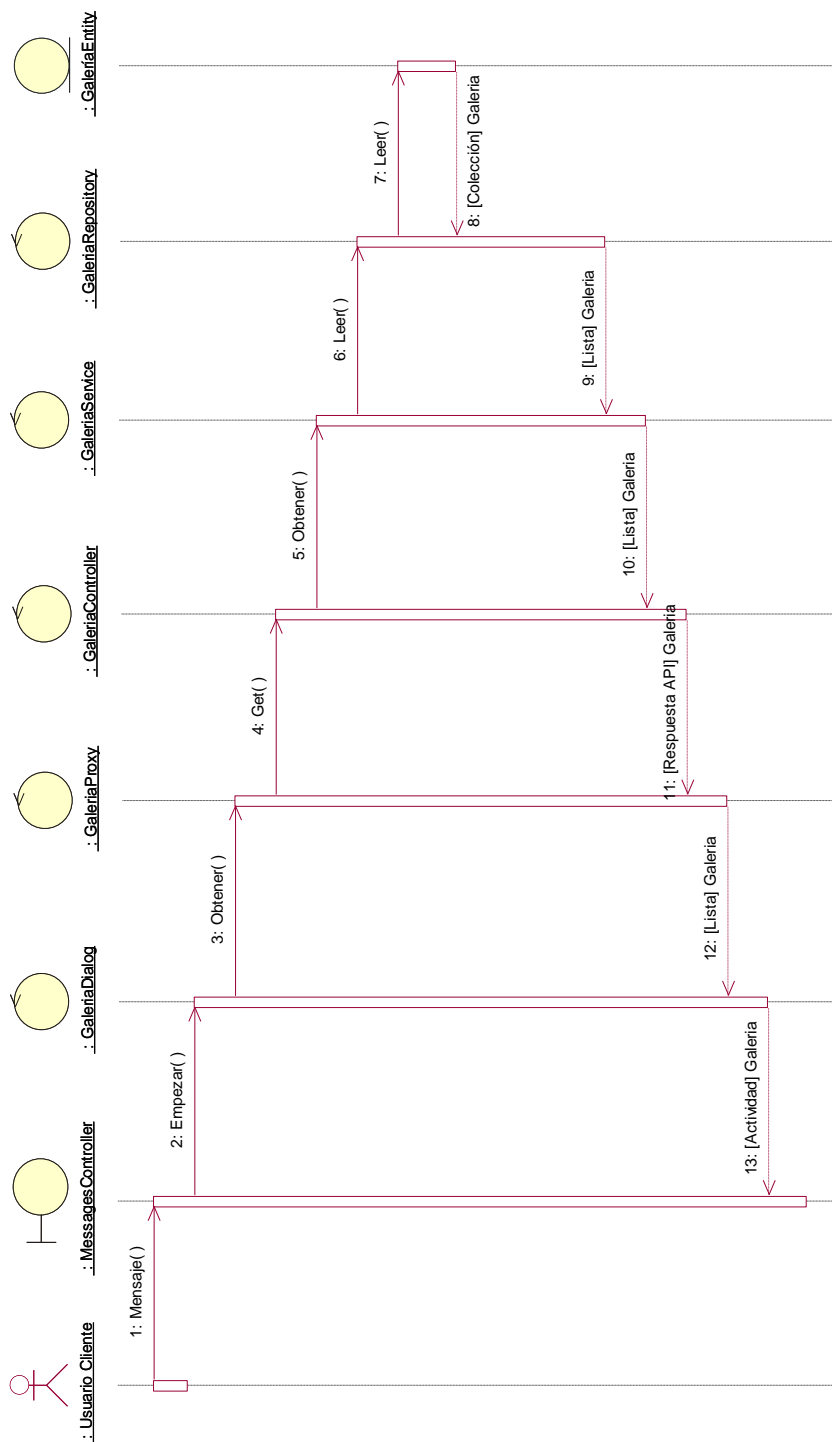 : Usuario Cliente
: MessagesController
: GaleriaDialog
: GaleriaProxy
: GaleriaController
: GaleriaService
: GaleriaRepository
: GaleriaEntity
1: Mensaje( )
2: Empezar( )
3: Obtener( )
4: Get( )
5: Obtener( )
6: Leer( )
7: Leer( )
8: [Colección] Galeria
9: [Lista] Galeria
10: [Lista] Galeria
11: [Respuesta API] Galeria
12: [Lista] Galeria
13: [Actividad] Galeria